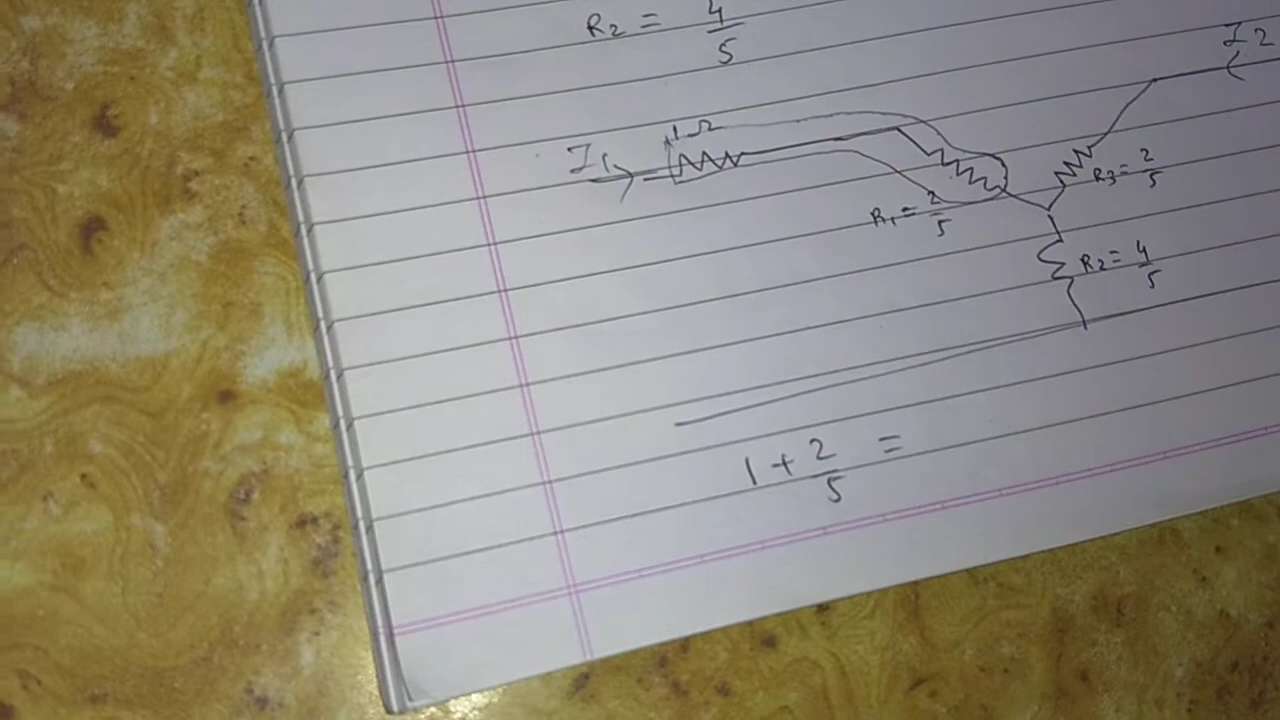 R2 = 4/5
I2
1Ω
I1
R3 = 2/5
R1 = 2/5
R2 = 4/5
1 + 2/5 =